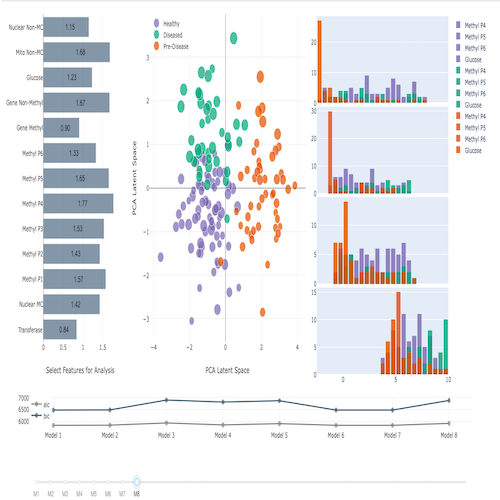 Nuclear Non-MC 1.15
Mito Non-MC 1.68
Glucose 1.23
Gene Non-Methyl 1.67
Gene Methyl 0.90
Methyl P6 1.33
Methyl P5 1.65
Methyl P4 1.77
Methyl P3 1.53
Methyl P2 1.43
Methyl P1 1.57
Nuclear MC 1.42
Transferase 0.84
0 0.5 1 1.5
Select Features for Analysis
Healthy
Diseased
Pre-Disease
PCA Latent Space
3
2
1
0
−1
−2
−3
−4 −2 0 2 4
PCA Latent Space
20
10
0
30
20
10
0
10
5
0
15
10
5
0
0 5 10
Methyl P4
Methyl P5
Methyl P6
Glucose
Methyl P4
Methyl P5
Methyl P6
Glucose
Methyl P4
Methyl P5
Methyl P6
Glucose
7000
6500
6000
aic
bic
Model 1 Model 2 Model 3 Model 4 Model 5 Model 6 Model 7 Model 8
M1 M2 M3 M4 M5 M6 M7 M8